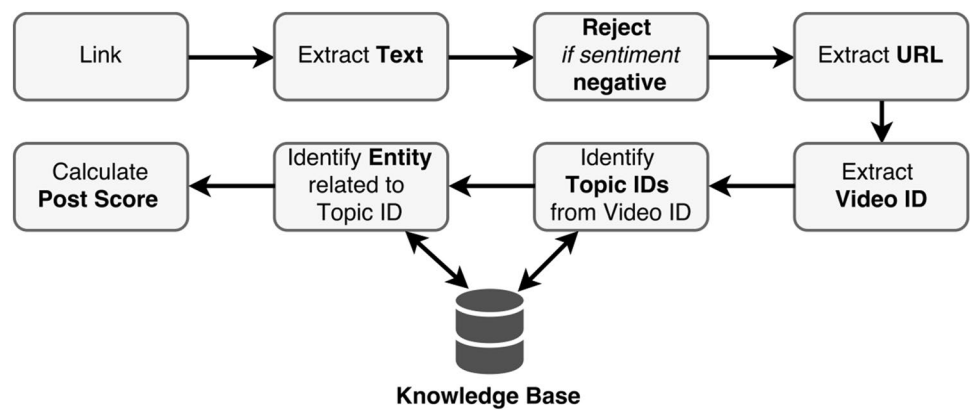 Link
Extract Text
Reject
if sentiment
negative
Extract URL
Extract
Video ID
Identify
Topic IDs
from Video ID
Identify Entity
related to
Topic ID
Calculate
Post Score
Knowledge Base